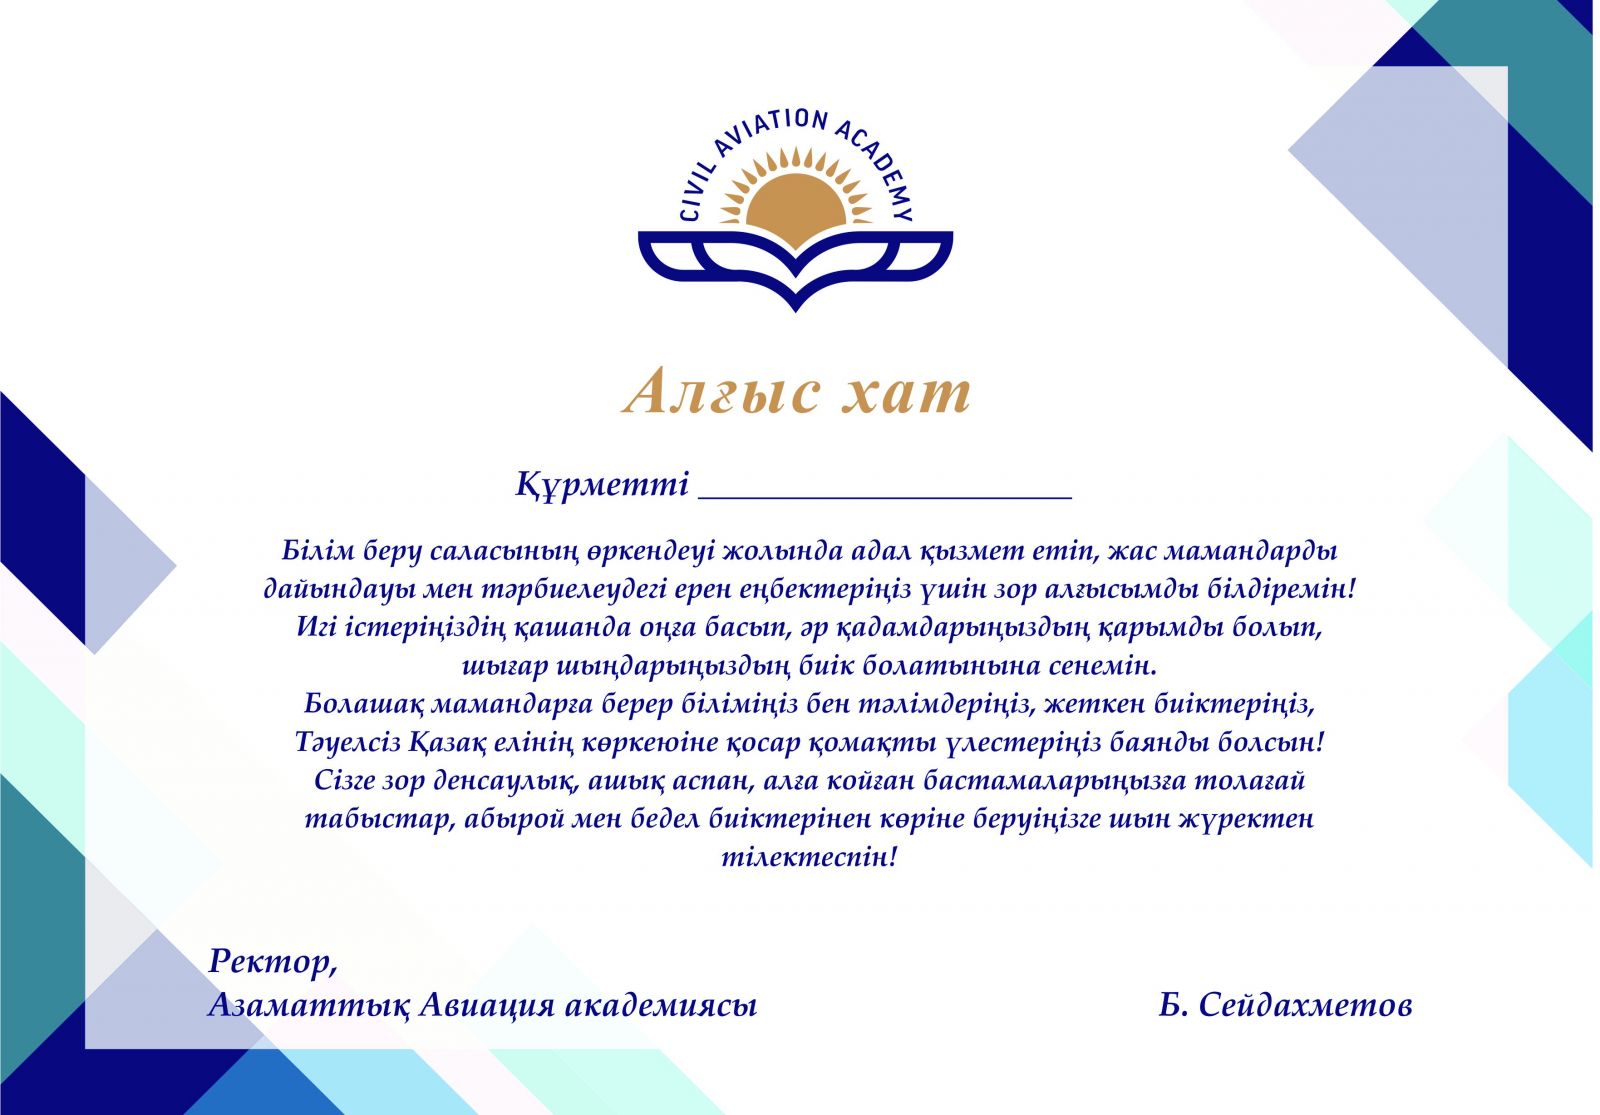 CIVIL AVIATION ACADEMY
Алғыс хат
Құрметті ____________________
Білім беру саласының өркендеуі жолында адал қызмет етіп, жас мамандарды
дайындауы мен тәрбиелеудегі ерен еңбектеріңіз үшін зор алғысымды білдіремін!
Игі істеріңіздің қашанда оңға басып, әр қадамдарыңыздың қарымды болып,
шығар шыңдарыңыздың биік болатынына сенемін.
Болашақ мамандарға берер біліміңіз бен тәлімдеріңіз, жеткен биіктеріңіз,
Тәуелсіз Қазақ елінің көркеюіне қосар қомақты үлестеріңіз баянды болсын!
Сізге зор денсаулық, ашық аспан, алға койған бастамаларыңызға толағай
табыстар, абырой мен бедел биіктерінен көріне беруіңізге шын жүректен
тілектеспін!
Ректор,
Азаматтық Авиация академиясы
Б. Сейдахметов